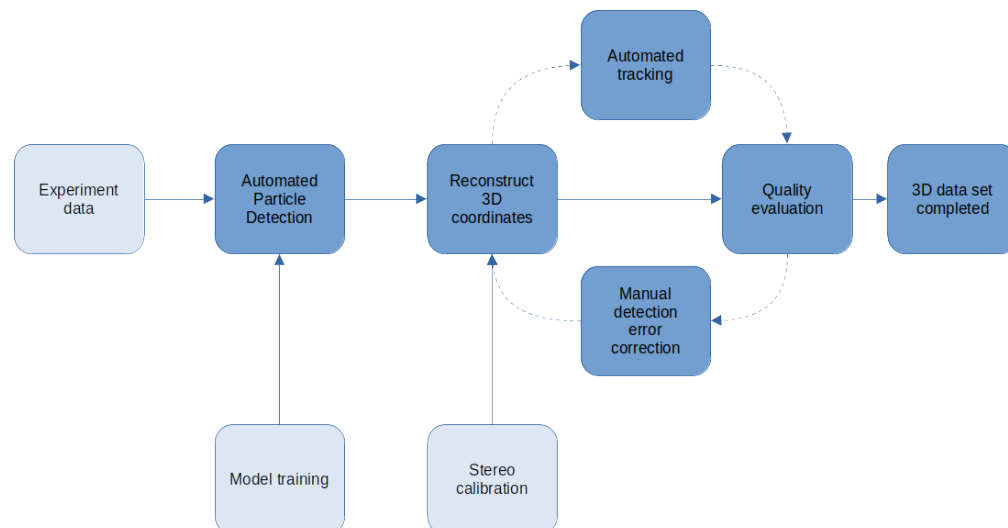 Automated
tracking
Experiment
data
Automated
Particle
Detection
Reconstruct
3D
coordinates
Quality
evaluation
3D data set
completed
Manual
detection
error
correction
Model training
Stereo
calibration